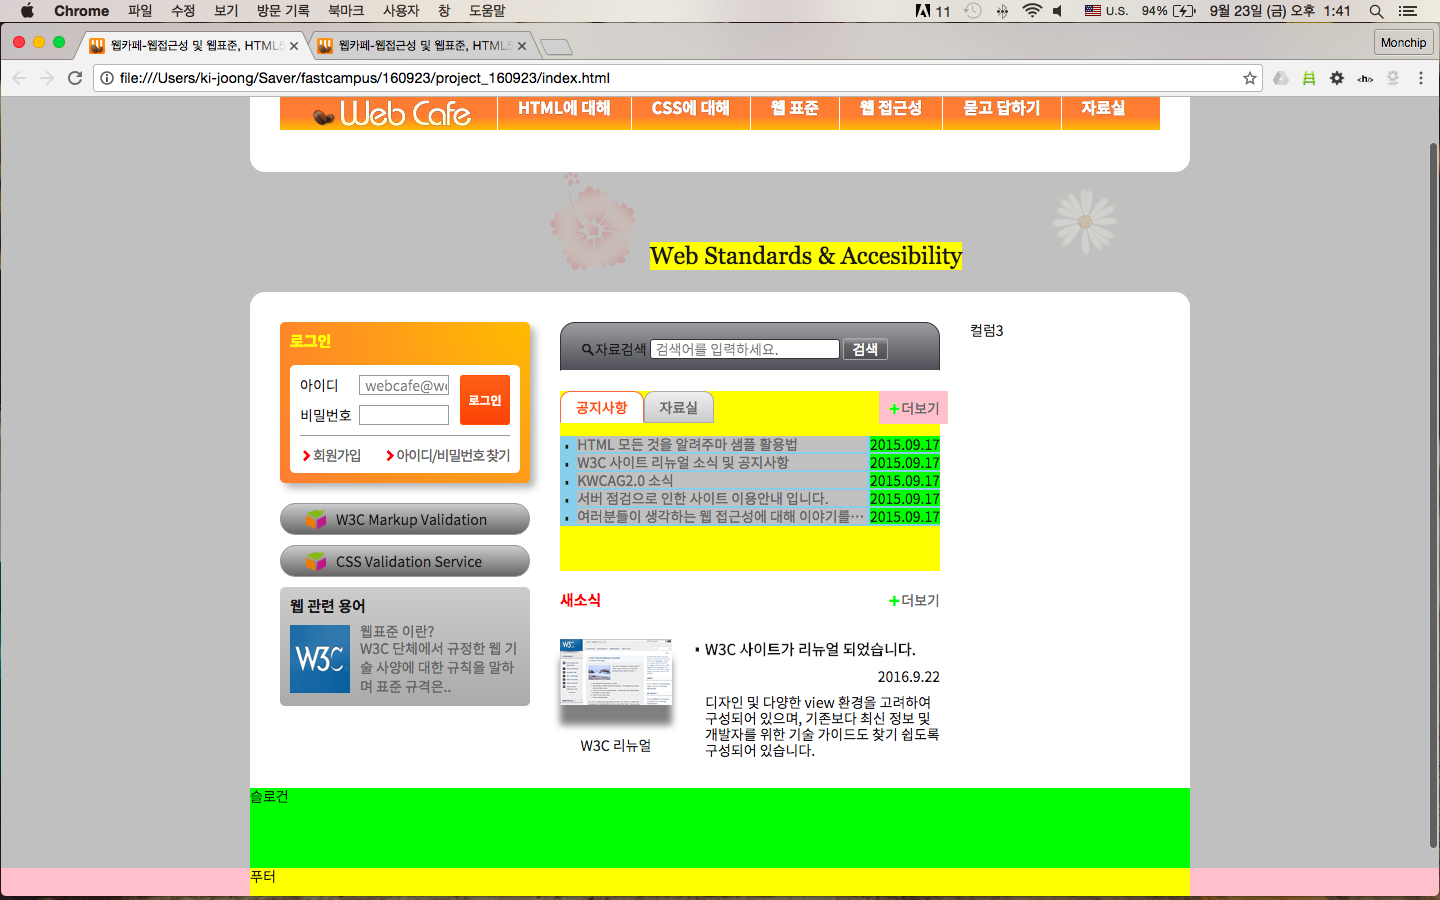 Chrome 파일 수정 보기 방문 기록 북마크 사용자 창 도움말 11 U.S. 94% 9월 23일 (금) 오후 1:41
웹카페-웹접근성 및 웹표준, HTML5 웹카페-웹접근성 및 웹표준, HTML5 Monchip
file:///Users/ki-joong/Saver/fastcampus/160923/project_160923/index.html <h/>
Web Cafe HTML에 대해 CSS에 대해 웹 표준 웹 접근성 묻고 답하기 자료실
Web Standards & Accesibility
로그인
아이디 webcafe@we
비밀번호
로그인
회원가입 아이디/비밀번호 찾기
W3C Markup Validation
CSS Validation Service
웹 관련 용어
W3C
웹표준 이란?
W3C 단체에서 규정한 웹 기
술 사양에 대한 규칙을 말하
며 표준 규격은..
자료검색 검색어를 입력하세요. 검색
공지사항 자료실 +더보기
HTML 모든 것을 알려주마 샘플 활용법 2015.09.17
W3C 사이트 리뉴얼 소식 및 공지사항 2015.09.17
KWCAG2.0 소식 2015.09.17
서버 점검으로 인한 사이트 이용안내 입니다. 2015.09.17
여러분들이 생각하는 웹 접근성에 대해 이야기를… 2015.09.17
새소식 +더보기
W3C
W3C 리뉴얼
W3C 사이트가 리뉴얼 되었습니다.
2016.9.22
디자인 및 다양한 view 환경을 고려하여
구성되어 있으며, 기존보다 최신 정보 및
개발자를 위한 기술 가이드도 찾기 쉽도록
구성되어 있습니다.
컬럼3
슬로건
푸터